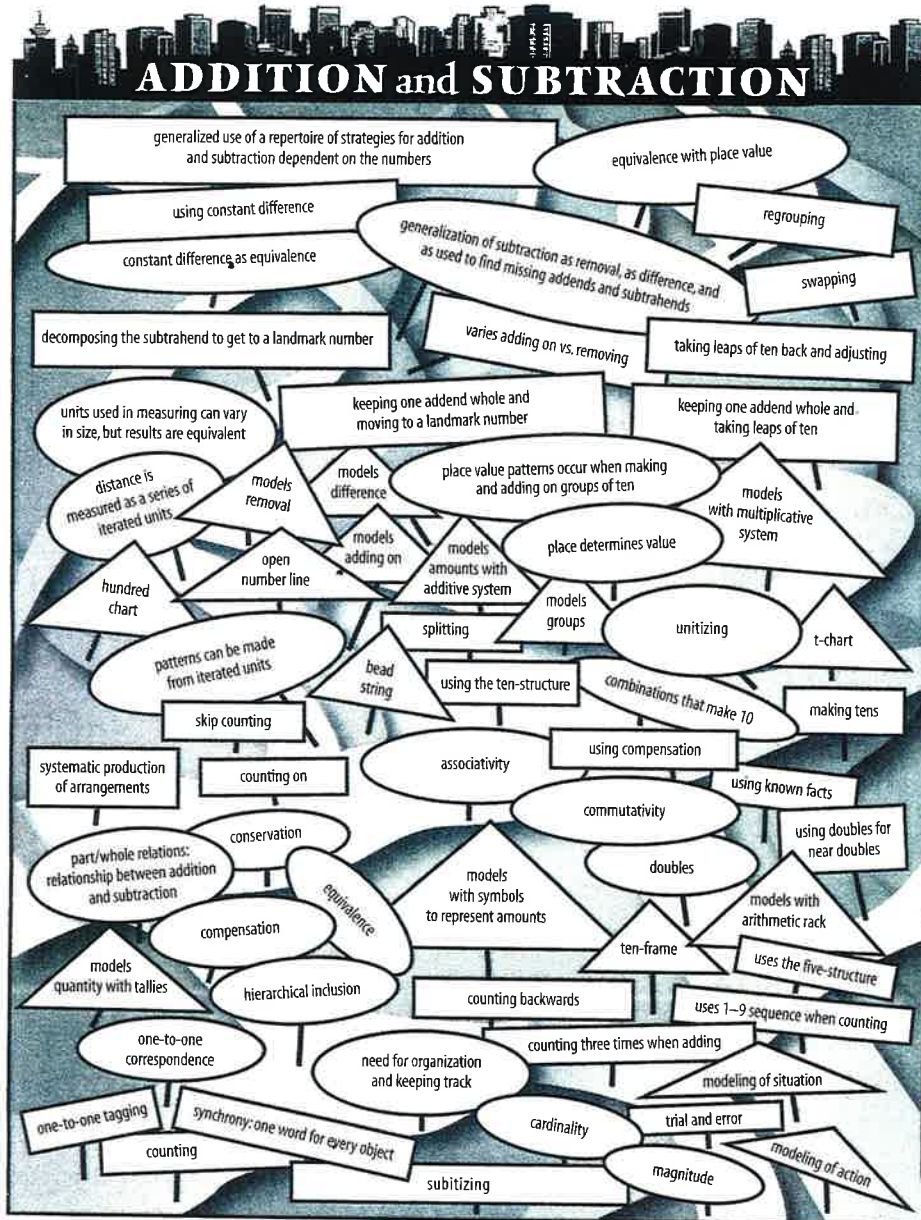 ADDITION and SUBTRACTION
generalized use of a repertoire of strategies for addition
and subtraction dependent on the numbers
equivalence with place value
using constant difference
regrouping
constant difference as equivalence
generalization of subtraction as removal, as difference, and
as used to find missing addends and subtrahends
swapping
decomposing the subtrahend to get to a landmark number
varies adding on vs. removing
taking leaps of ten back and adjusting
units used in measuring can vary
in size, but results are equivalent
keeping one addend whole and
moving to a landmark number
keeping one addend whole and
taking leaps of ten
distance is
measured as a series of
iterated units
models
removal
models
difference
place value patterns occur when making
and adding on groups of ten
models
with multiplicative
system
hundred
chart
open
number line
models
adding on
models
amounts with
additive system
place determines value
models
groups
unitizing
t-chart
splitting
patterns can be made
from iterated units
bead
string
using the ten-structure
combinations that make 10
making tens
skip counting
systematic production
of arrangements
counting on
associativity
using compensation
using known facts
commutativity
using doubles for
near doubles
conservation
part/whole relations:
relationship between addition
and subtraction
equivalence
models
with symbols
to represent amounts
doubles
models with
arithmetic rack
compensation
ten-frame
uses the five-structure
models
quantity with tallies
hierarchical inclusion
counting backwards
uses 1–9 sequence when counting
one-to-one
correspondence
need for organization
and keeping track
counting three times when adding
modeling of situation
one-to-one tagging
synchrony: one word for every object
cardinality
trial and error
counting
modeling of action
magnitude
subitizing